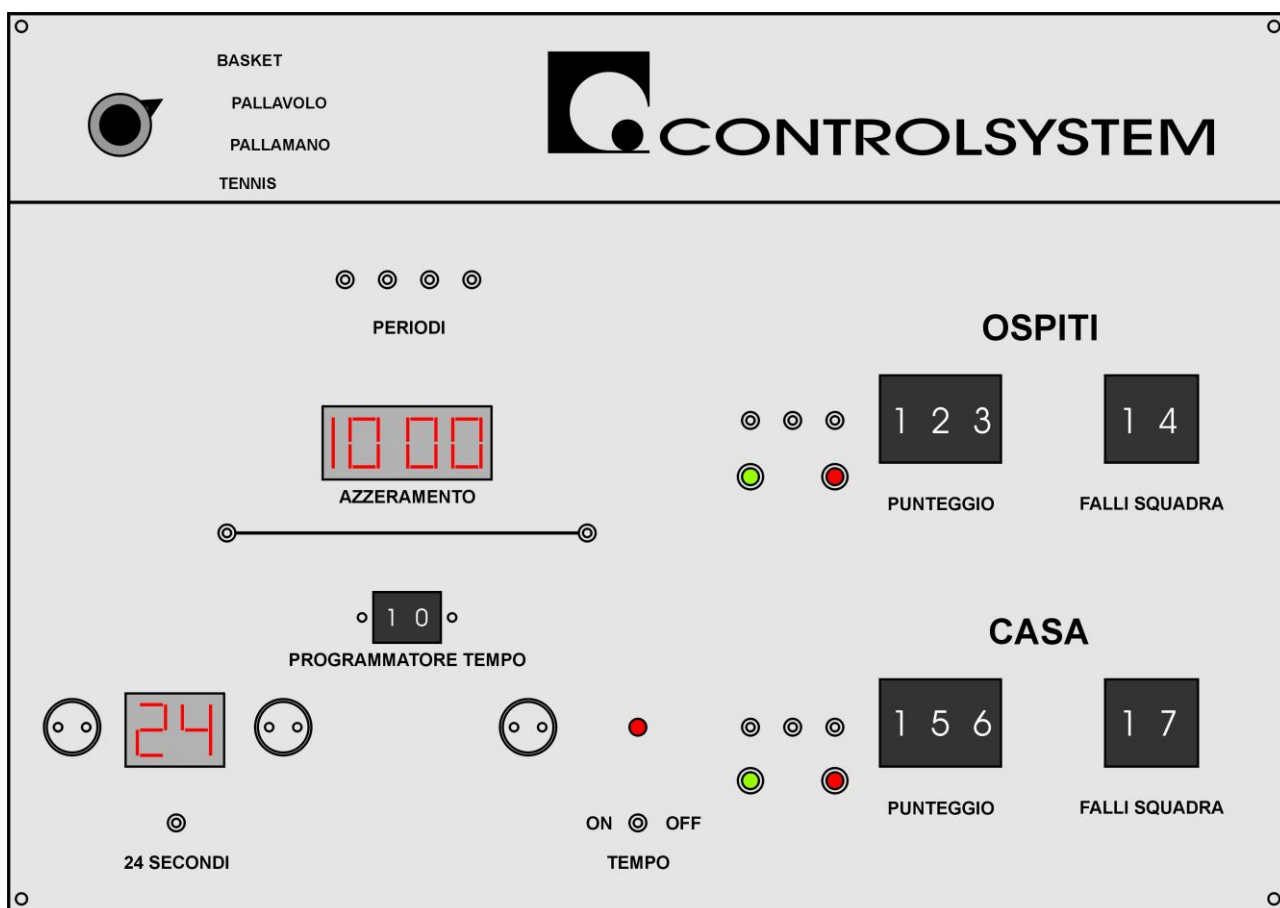 BASKET
PALLAVOLO
PALLAMANO
TENNIS
CONTROLSYSTEM
PERIODI
10 00
AZZERAMENTO
1 0
PROGRAMMATORE TEMPO
24
24 SECONDI
ON OFF
TEMPO
OSPITI
1 2 3
1 4
PUNTEGGIO
FALLI SQUADRA
CASA
1 5 6
1 7
PUNTEGGIO
FALLI SQUADRA